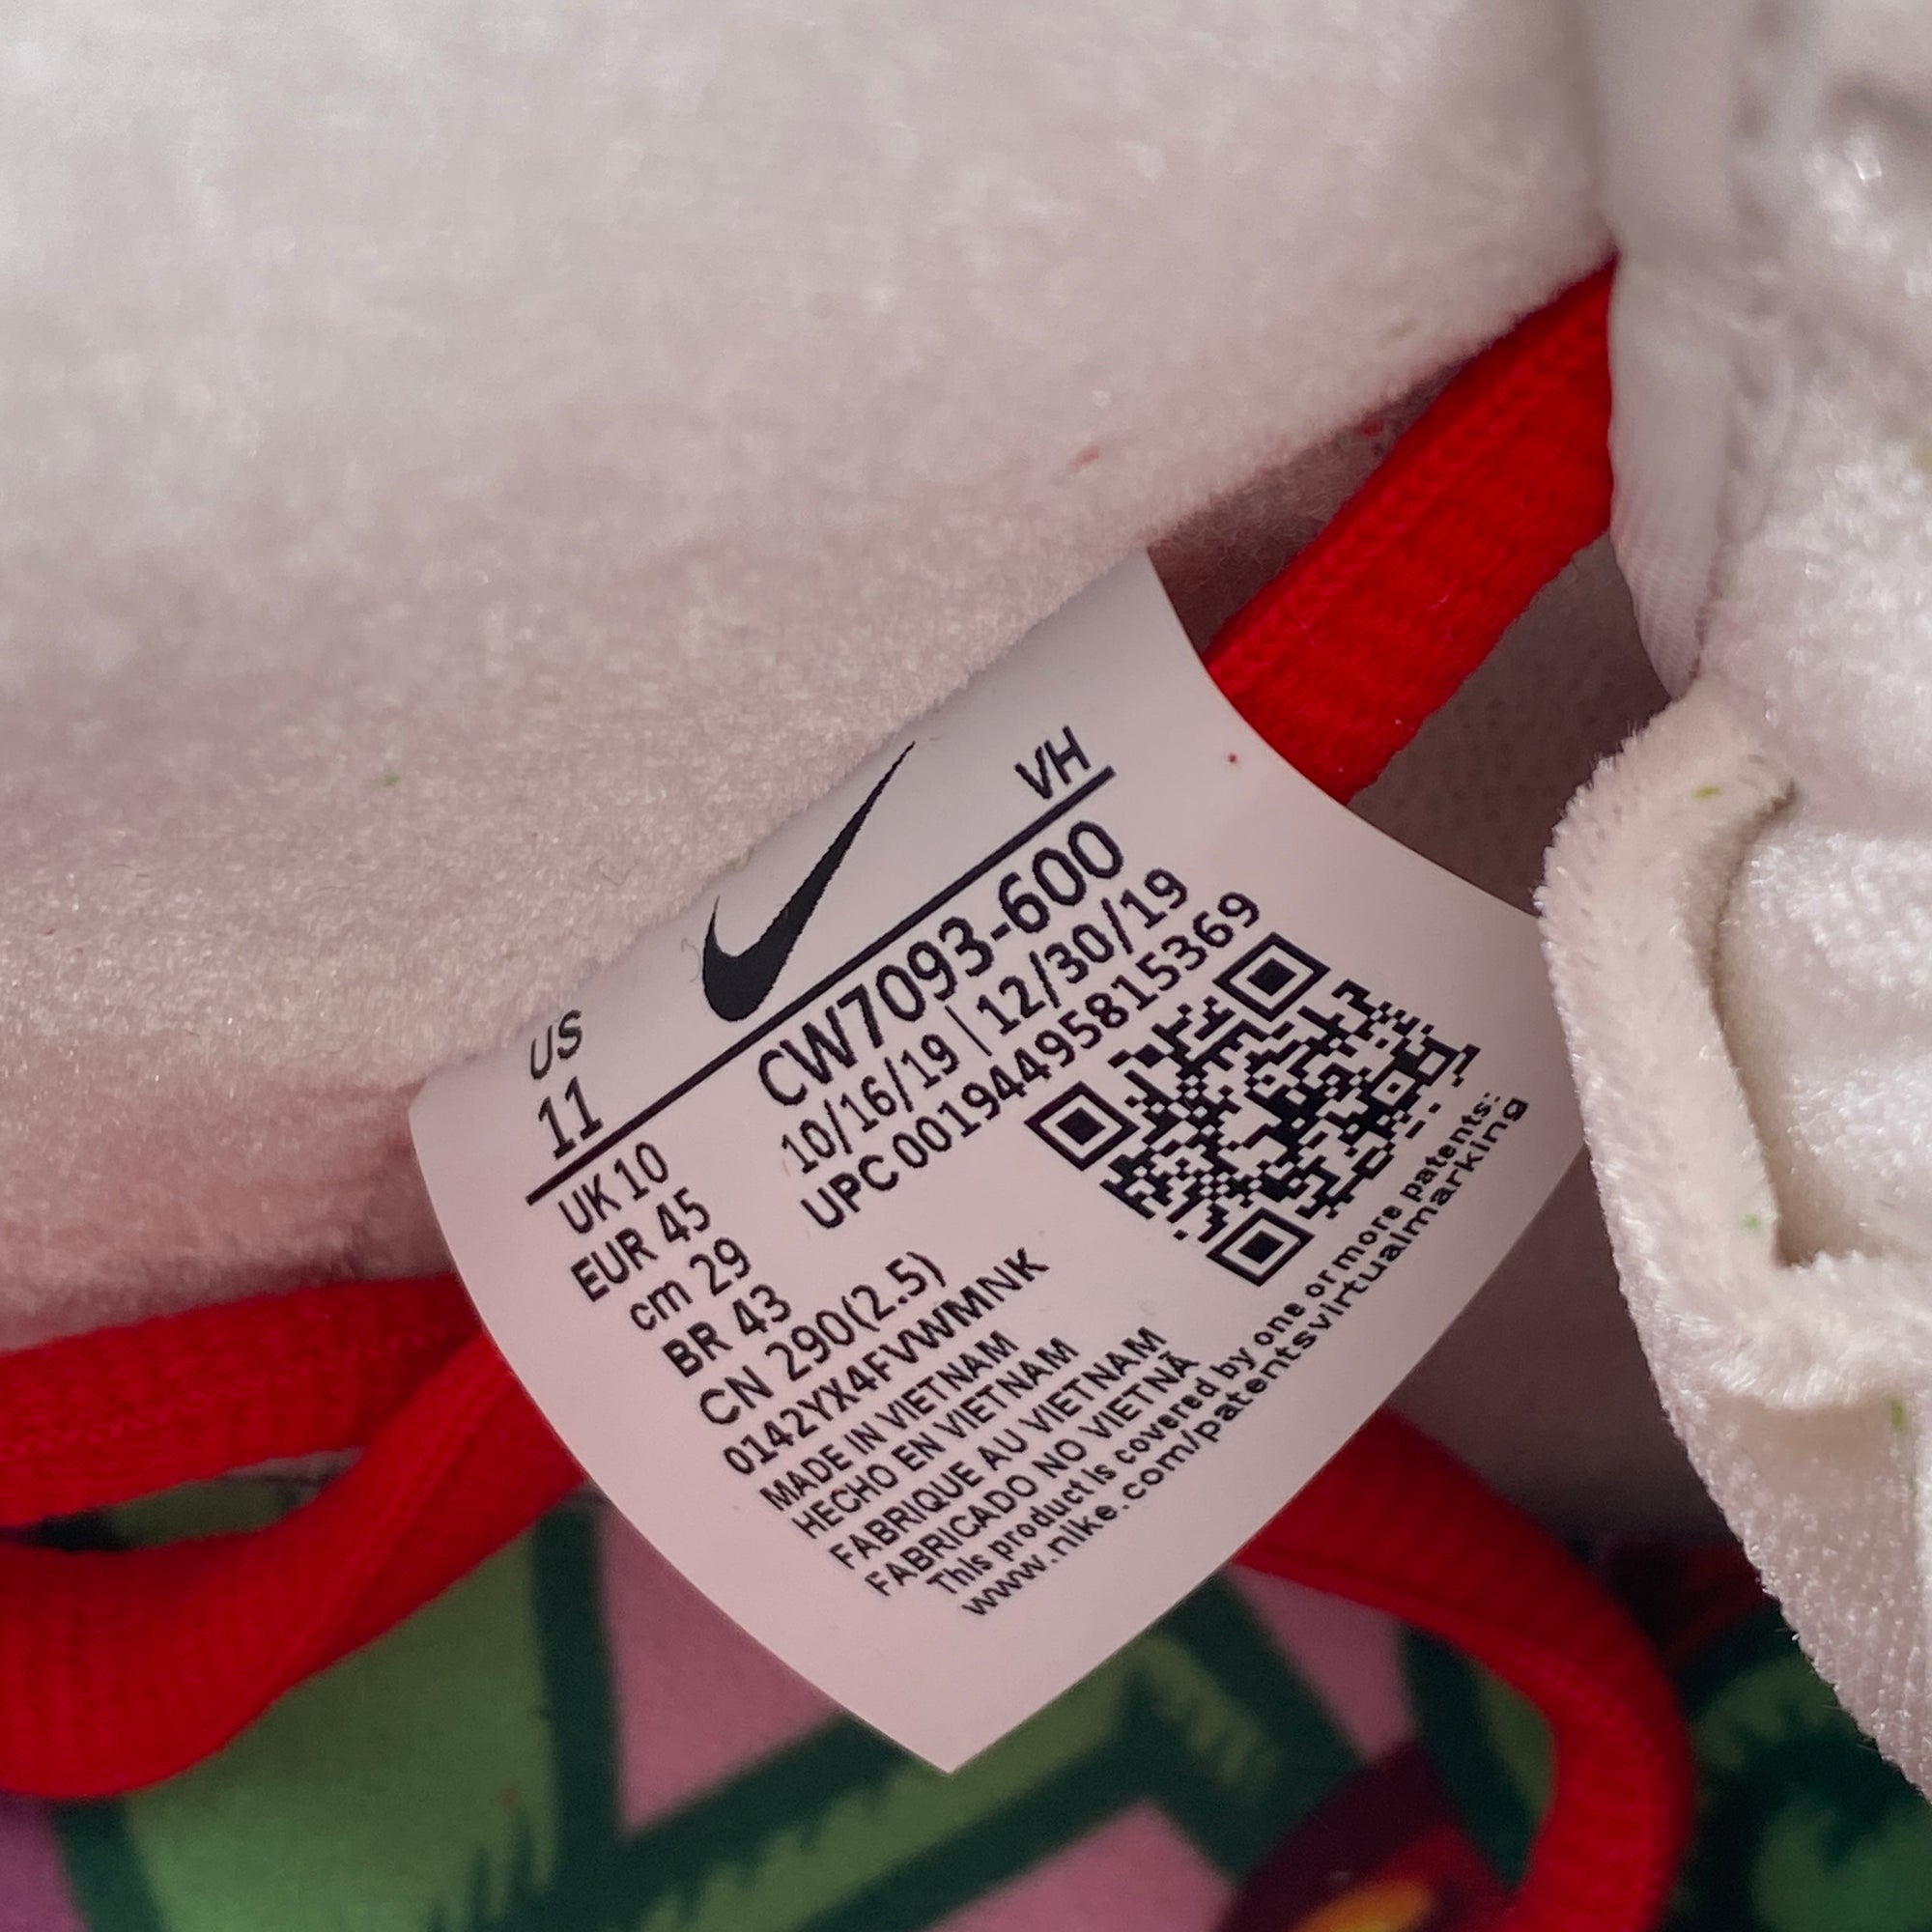 US
11
VH
UK 10
EUR 45
cm 29
BR 43
CN 290(2.5)
CW7093-600
10/16/19 | 12/30/19
UPC 00194495815369
0142YX4FVWMNK
MADE IN VIETNAM
HECHO EN VIETNAM
FABRIQUE AU VIETNAM
FABRICADO NO VIETNÃ
This product is covered by one or more patents:
www.nike.com/patentsvirtualmarking